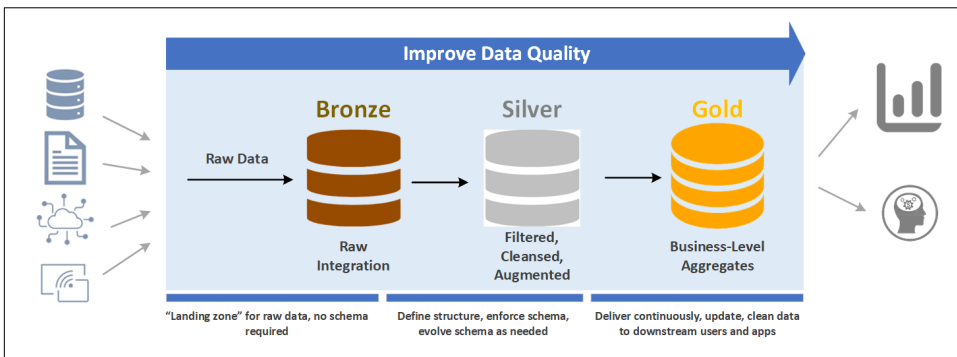 Improve Data Quality
Bronze
Silver
Gold
Raw Data
Raw
Integration
Filtered,
Cleansed,
Augmented
Business-Level
Aggregates
“Landing zone” for raw data, no schema
required
Define structure, enforce schema,
evolve schema as needed
Deliver continuously, update, clean data
to downstream users and apps